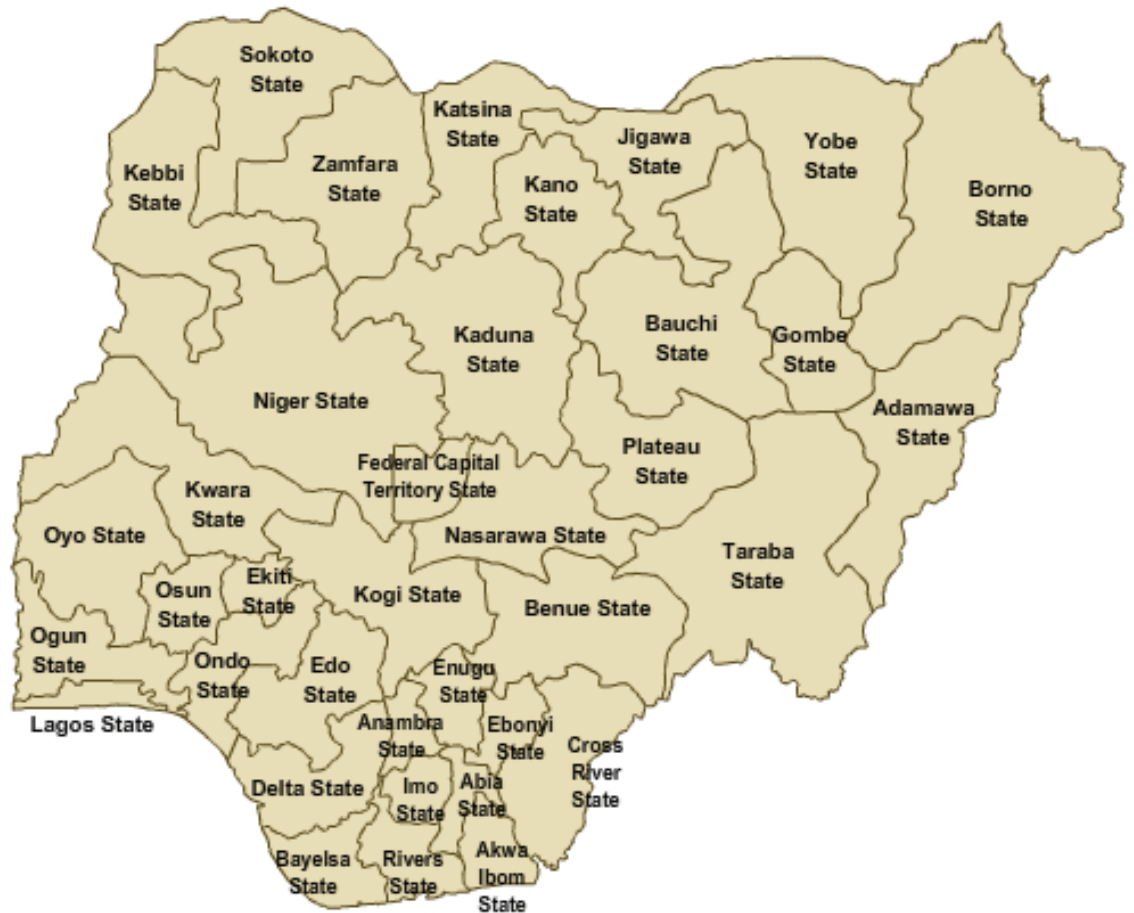 Sokoto
State
Katsina
State
Jigawa
State
Yobe
State
Kebbi
State
Zamfara
State
Kano
State
Borno
State
Kaduna
State
Bauchi
State
Gombe
State
Niger State
Adamawa
State
Plateau
State
Federal Capital
Territory State
Kwara
State
Oyo State
Nasarawa State
Taraba
State
Osun
State
Ekiti
State
Kogi State
Benue State
Ogun
State
Ondo
State
Edo
State
Enugu
State
Lagos State
Anambra
State
Ebonyi
State
Cross
River
State
Delta State
Imo
State
Abia
State
Bayelsa
State
Rivers
State
Akwa
Ibom
State